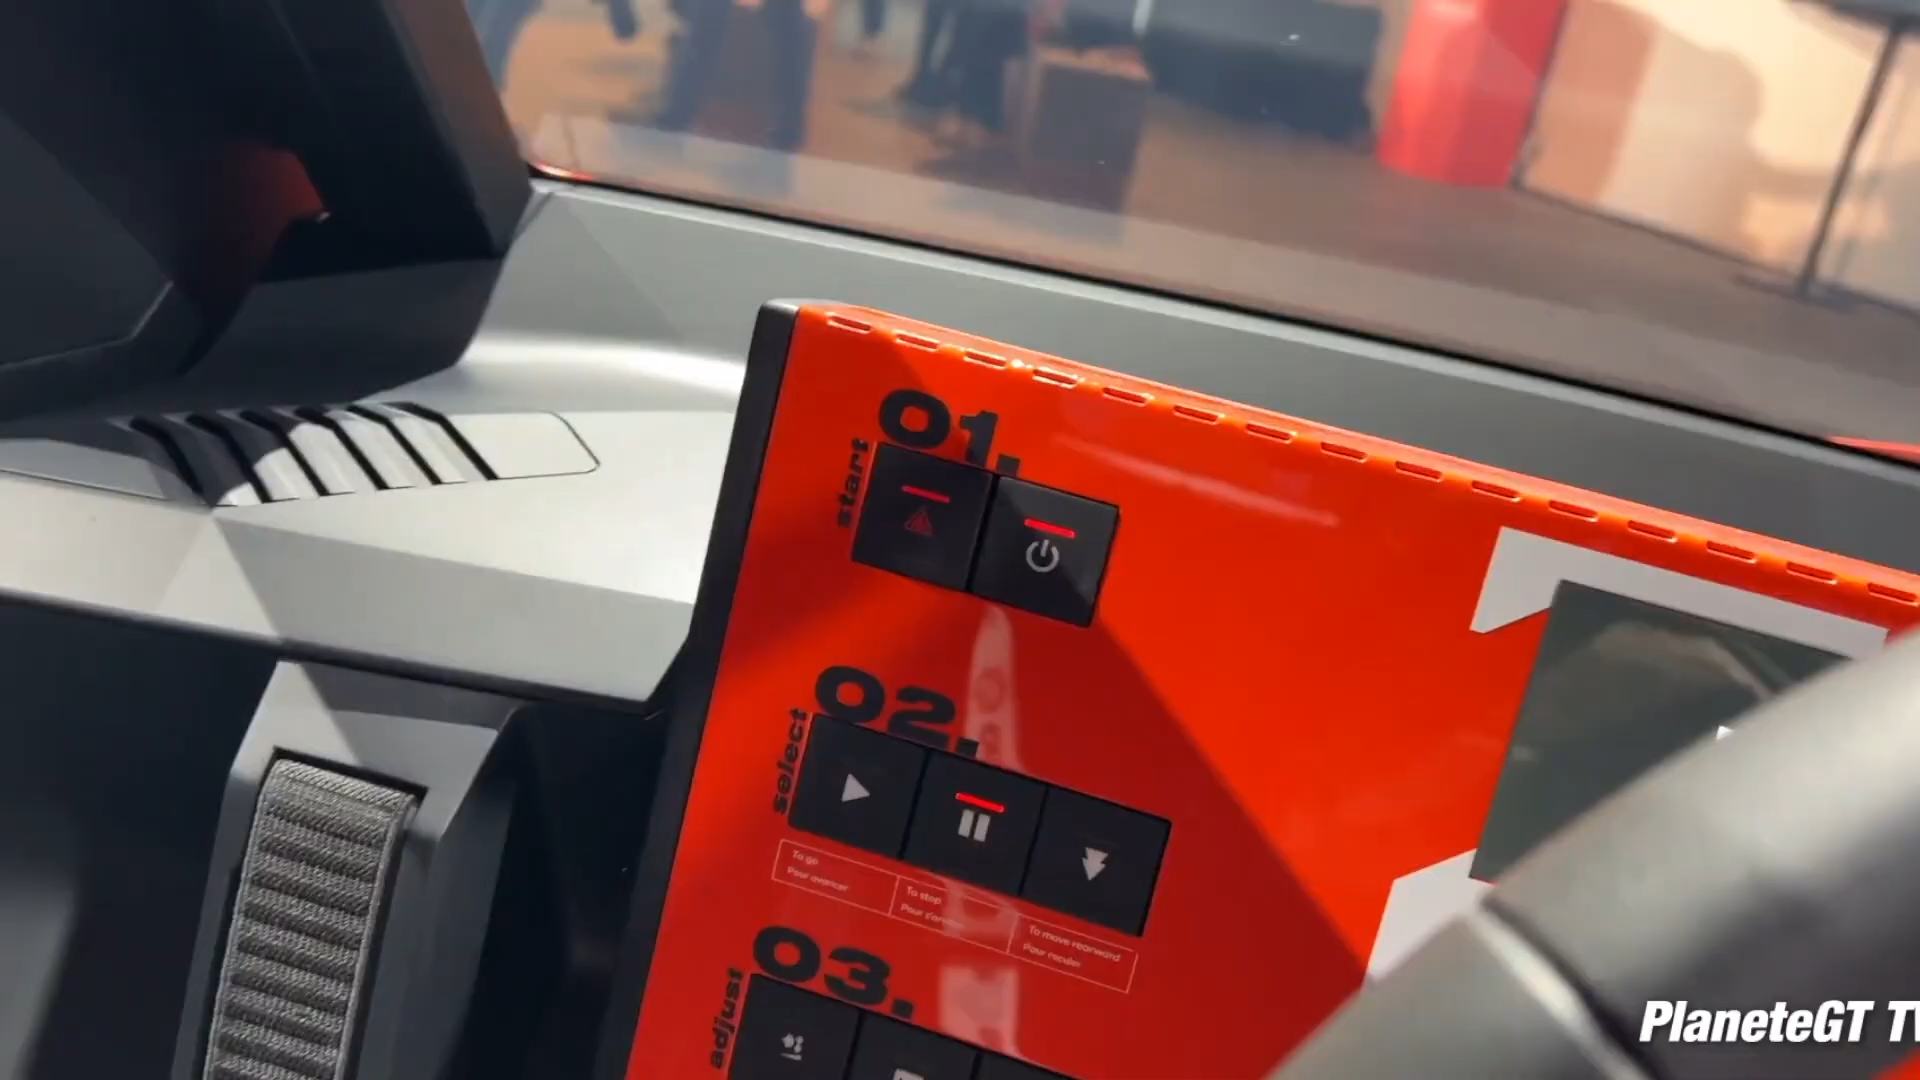 01.
start
02.
select
To go
Pour avancer
To stop
To move rearward
Pour reculer
03.
adjust
PlaneteGT TV